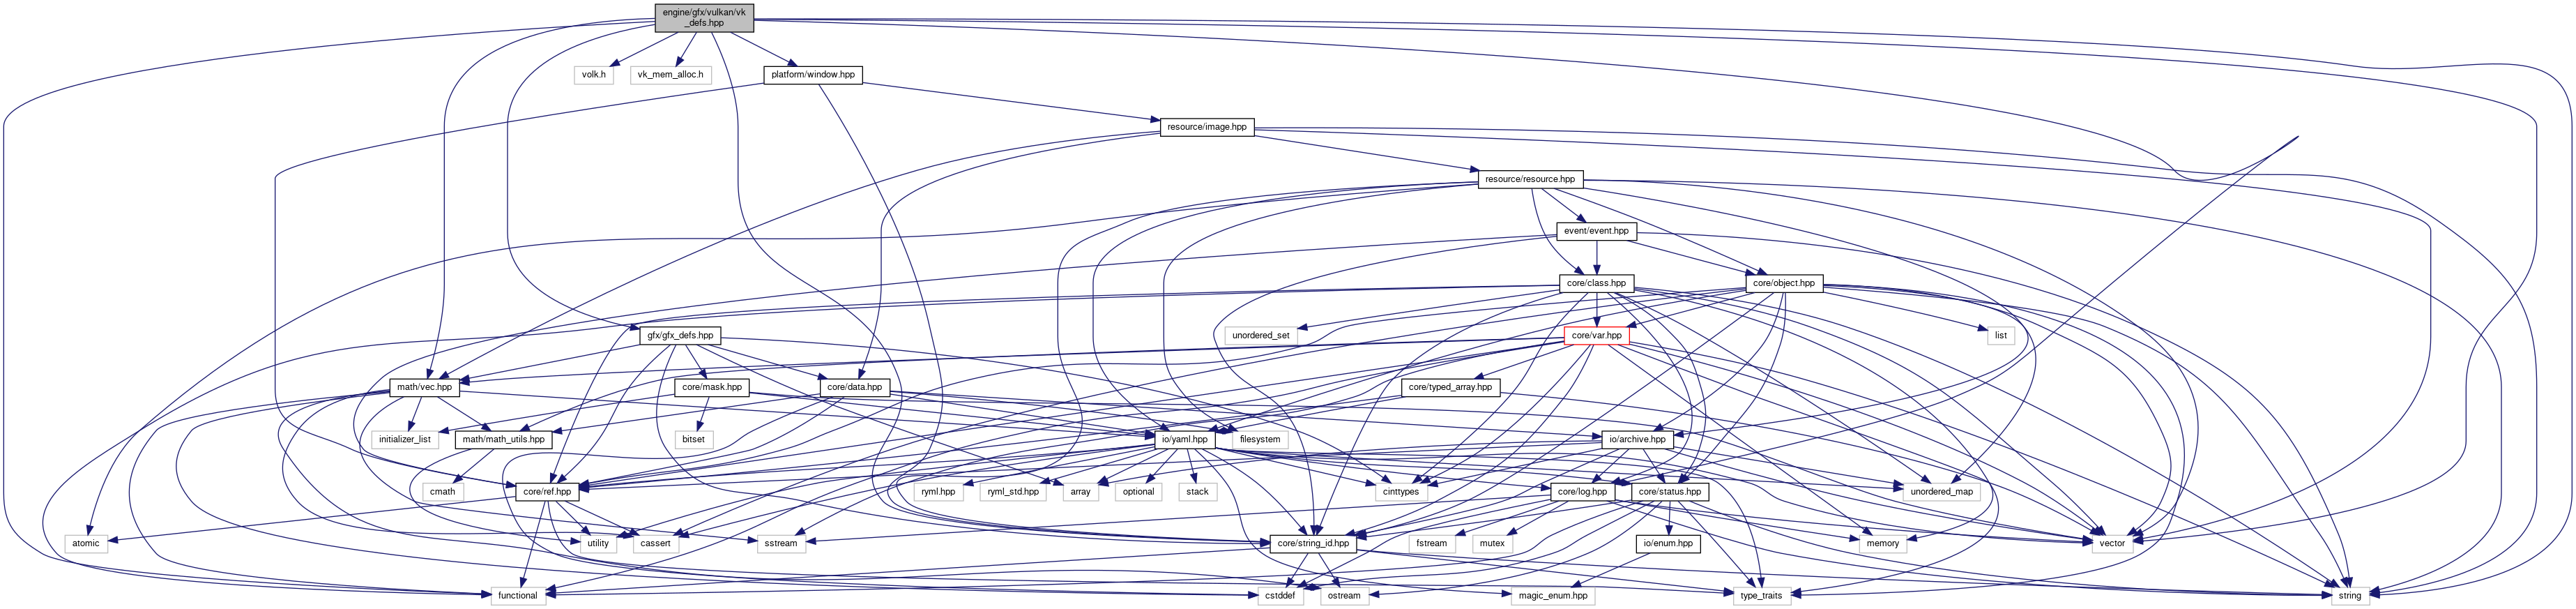 engine/gfx/vulkan/vk
_defs.hpp
volk.h
vk_mem_alloc.h
platform/window.hpp
resource/image.hpp
resource/resource.hpp
event/event.hpp
core/class.hpp
core/object.hpp
gfx/gfx_defs.hpp
unordered_set
core/var.hpp
list
math/vec.hpp
core/mask.hpp
core/data.hpp
core/typed_array.hpp
initializer_list
math/math_utils.hpp
bitset
io/yaml.hpp
filesystem
io/archive.hpp
cmath
core/ref.hpp
ryml.hpp
ryml_std.hpp
array
optional
stack
cinttypes
core/log.hpp
core/status.hpp
unordered_map
atomic
utility
cassert
sstream
core/string_id.hpp
fstream
mutex
io/enum.hpp
memory
vector
functional
cstddef
ostream
magic_enum.hpp
type_traits
string